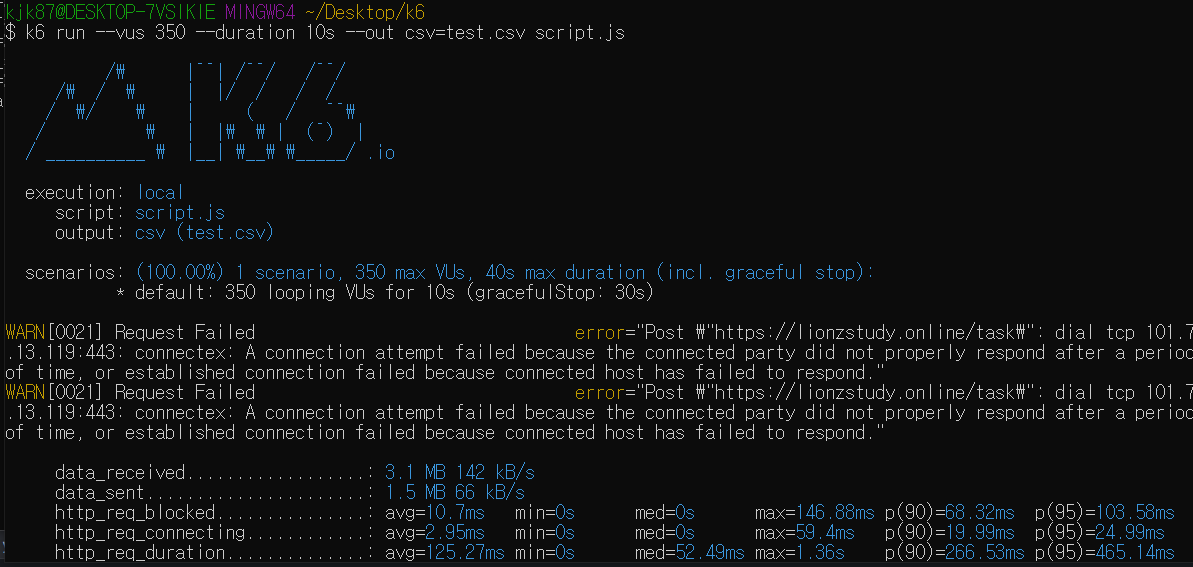 kjk87@DESKTOP-7VSIKIE MINGW64 ~/Desktop/k6
$ k6 run --vus 350 --duration 10s --out csv=test.csv script.js
.io
execution: local
script: script.js
output: csv (test.csv)
scenarios: (100.00%) 1 scenario, 350 max VUs, 40s max duration (incl. graceful stop):
* default: 350 looping VUs for 10s (gracefulStop: 30s)
WARN[0021] Request Failed error="Post ₩"https://lionzstudy.online/task₩": dial tcp 101.7
.13.119:443: connectex: A connection attempt failed because the connected party did not properly respond after a period
of time, or established connection failed because connected host has failed to respond."
WARN[0021] Request Failed error="Post ₩"https://lionzstudy.online/task₩": dial tcp 101.7
.13.119:443: connectex: A connection attempt failed because the connected party did not properly respond after a period
of time, or established connection failed because connected host has failed to respond."
data_received..................: 3.1 MB 142 kB/s
data_sent......................: 1.5 MB 66 kB/s
http_req_blocked...............: avg=10.7ms min=0s med=0s max=146.88ms p(90)=68.32ms p(95)=103.58ms
http_req_connecting............: avg=2.95ms min=0s med=0s max=59.4ms p(90)=19.99ms p(95)=24.99ms
http_req_duration..............: avg=125.27ms min=0s med=52.49ms max=1.36s p(90)=266.53ms p(95)=465.14ms